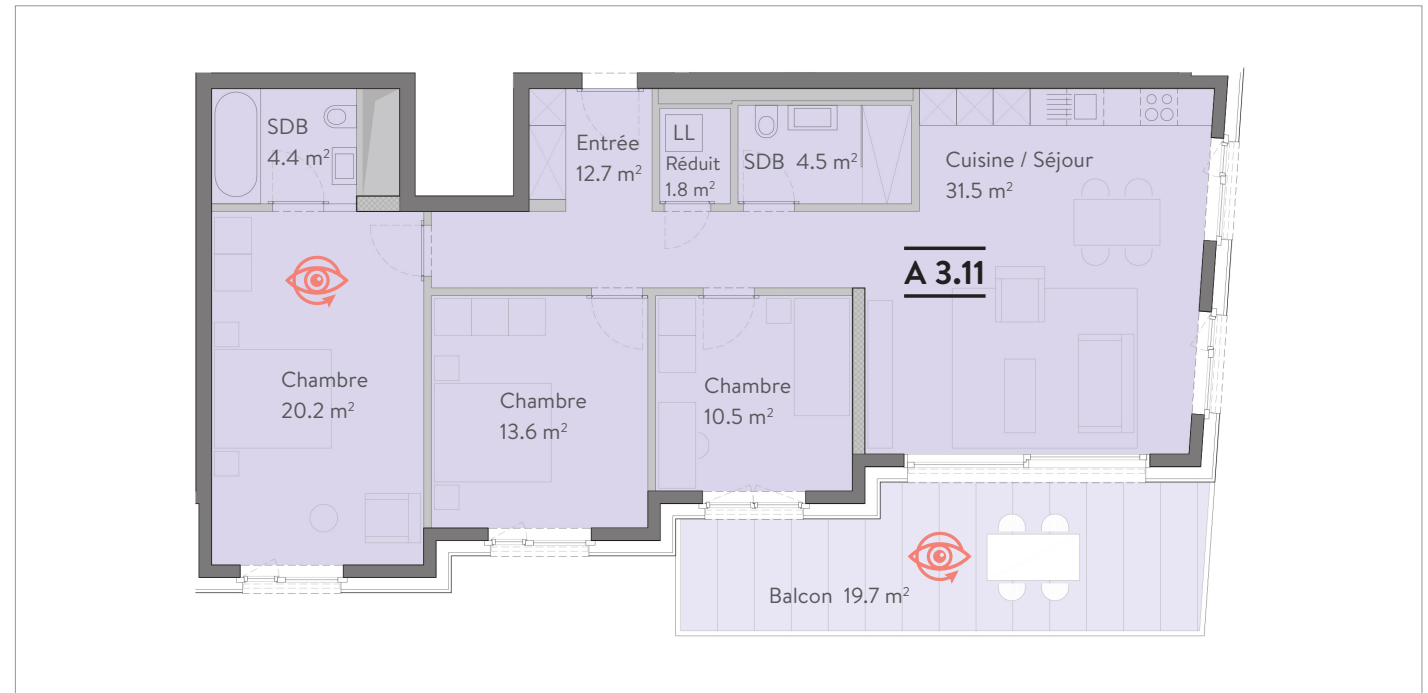 SDB
4.4 m²
Entrée
12.7 m²
LL
Réduit
1.8 m²
SDB 4.5 m²
Cuisine / Séjour
31.5 m²
A 3.11
Chambre
20.2 m²
Chambre
13.6 m²
Chambre
10.5 m²
Balcon 19.7 m²